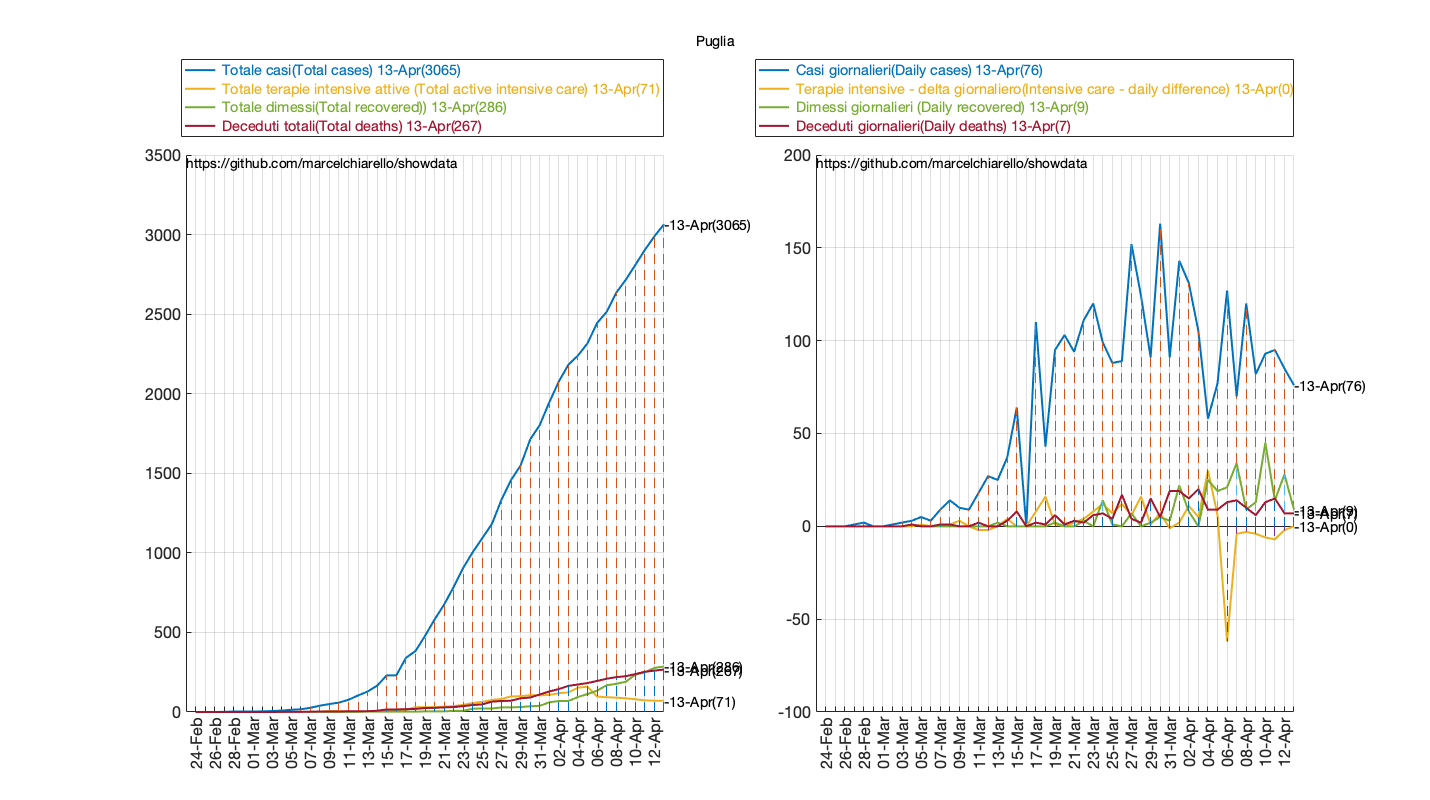 Puglia
Totale casi(Total cases) 13-Apr(3065)
Totale terapie intensive attive (Total active intensive care) 13-Apr(71)
Totale dimessi(Total recovered)) 13-Apr(286)
Deceduti totali(Total deaths) 13-Apr(267)
3500
https://github.com/marcelchiarello/showdata
3000
2500
2000
1500
1000
500
0
13-Apr(3065)
13-Apr(286)
13-Apr(267)
13-Apr(71)
24-Feb
26-Feb
28-Feb
01-Mar
03-Mar
05-Mar
07-Mar
09-Mar
11-Mar
13-Mar
15-Mar
17-Mar
19-Mar
21-Mar
23-Mar
25-Mar
27-Mar
29-Mar
31-Mar
02-Apr
04-Apr
06-Apr
08-Apr
10-Apr
12-Apr
Casi giornalieri(Daily cases) 13-Apr(76)
Terapie intensive - delta giornaliero(Intensive care - daily difference) 13-Apr(0)
Dimessi giornalieri (Daily recovered) 13-Apr(9)
Deceduti giornalieri(Daily deaths) 13-Apr(7)
200
https://github.com/marcelchiarello/showdata
150
100
50
0
-50
-100
13-Apr(76)
13-Apr(9)
13-Apr(7)
13-Apr(0)
24-Feb
26-Feb
28-Feb
01-Mar
03-Mar
05-Mar
07-Mar
09-Mar
11-Mar
13-Mar
15-Mar
17-Mar
19-Mar
21-Mar
23-Mar
25-Mar
27-Mar
29-Mar
31-Mar
02-Apr
04-Apr
06-Apr
08-Apr
10-Apr
12-Apr